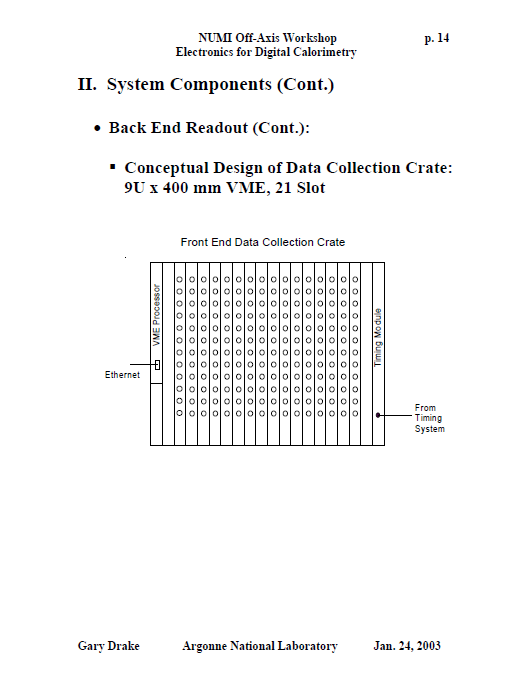 NUMI Off-Axis Workshop p. 14
Electronics for Digital Calorimetry
II. System Components (Cont.)
• Back End Readout (Cont.):
▪ Conceptual Design of Data Collection Crate:
9U x 400 mm VME, 21 Slot
Front End Data Collection Crate
VME Processor
Timing Module
Ethernet
From
Timing
System
Gary Drake Argonne National Laboratory Jan. 24, 2003